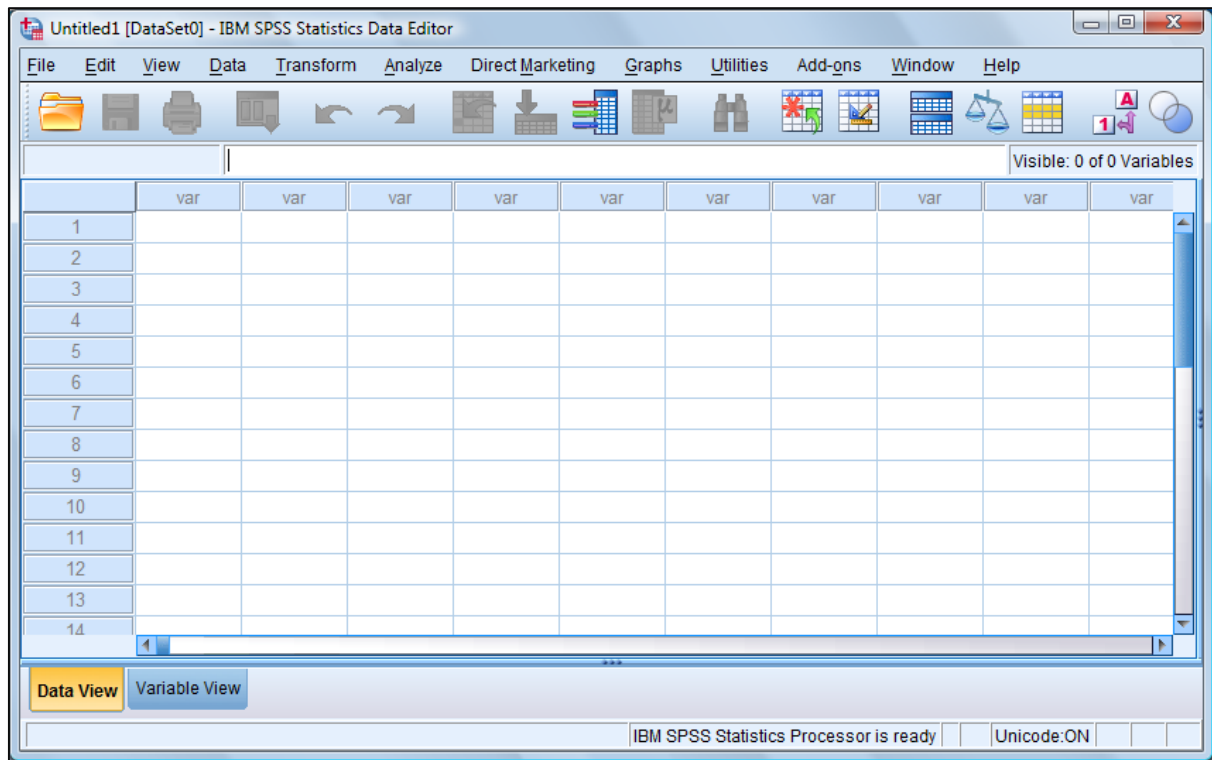 Untitled1 [DataSet0] - IBM SPSS Statistics Data Editor
File Edit View Data Transform Analyze Direct Marketing Graphs Utilities Add-ons Window Help
µ A 1
Visible: 0 of 0 Variables
var var var var var var var var var var
1
2
3
4
5
6
7
8
9
10
11
12
13
14
Data View Variable View
IBM SPSS Statistics Processor is ready Unicode:ON